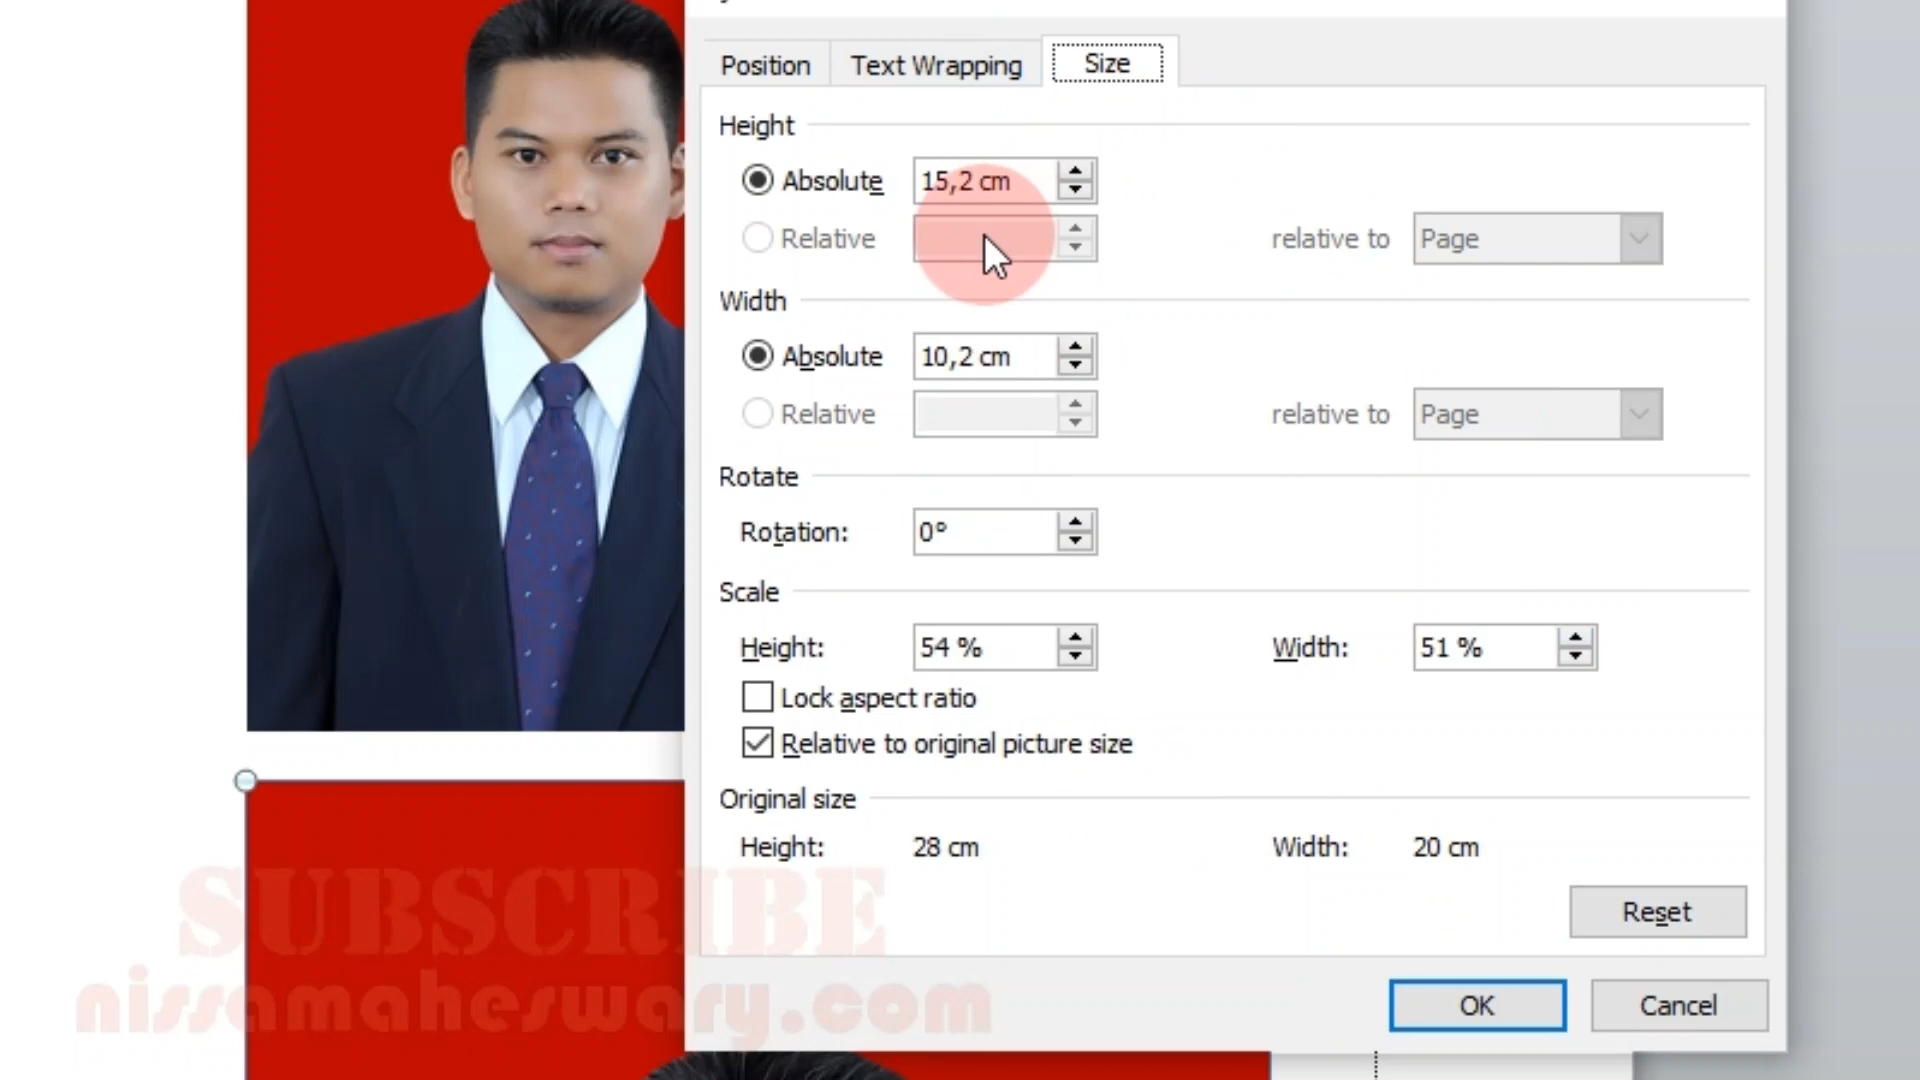 Position Text Wrapping Size
Height
Absolute 15,2 cm
Relative relative to Page
Width
Absolute 10,2 cm
Relative relative to Page
Rotate
Rotation: 0°
Scale
Height: 54 % Width: 51 %
Lock aspect ratio
Relative to original picture size
Original size
Height: 28 cm Width: 20 cm
Reset
SUBSCRIBE
nissamaheswary.com
OK Cancel